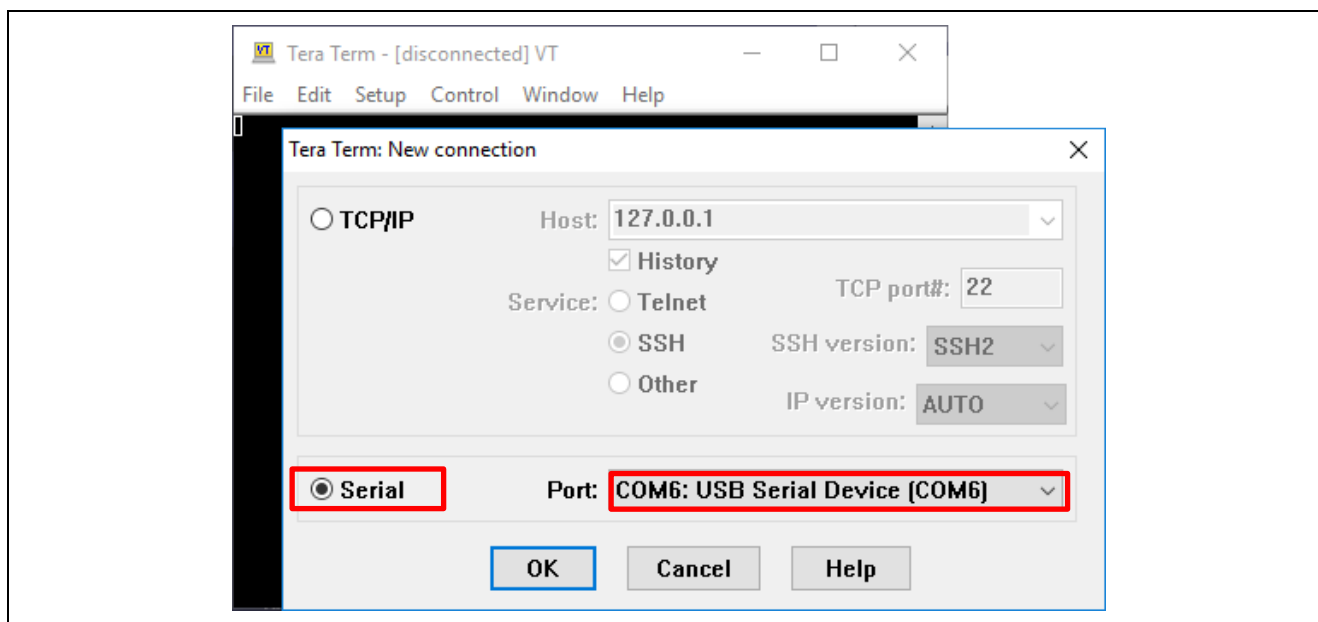 VT Tera Term - [disconnected] VT
File Edit Setup Control Window Help
Tera Term: New connection
TCP/IP Host: 127.0.0.1
History
Service: Telnet TCP port#: 22
SSH SSH version: SSH2
Other IP version: AUTO
Serial Port: COM6: USB Serial Device (COM6)
OK Cancel Help